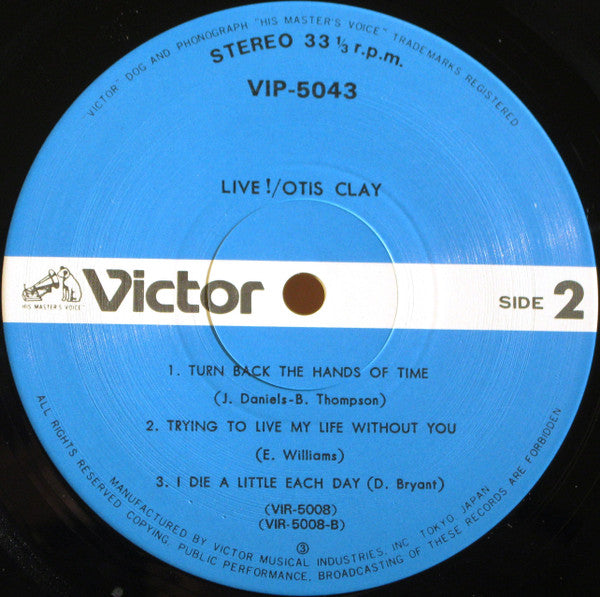 "VICTOR" DOG AND PHONOGRAPH "HIS MASTER'S VOICE" TRADEMARKS REGISTERED
STEREO 33 1/3 r.p.m.
VIP-5043
LIVE!/OTIS CLAY
HIS MASTER'S VOICE
Victor
SIDE 2
1. TURN BACK THE HANDS OF TIME
(J. Daniels-B. Thompson)
2. TRYING TO LIVE MY LIFE WITHOUT YOU
(E. Williams)
3. I DIE A LITTLE EACH DAY (D. Bryant)
(VIR-5008)
(VIR-5008-B)
③
MANUFACTURED BY VICTOR MUSICAL INDUSTRIES, INC. TOKYO JAPAN
ALL RIGHTS RESERVED COPYING, PUBLIC PERFORMANCE, BROADCASTING OF THESE RECORDS ARE FORBIDDEN